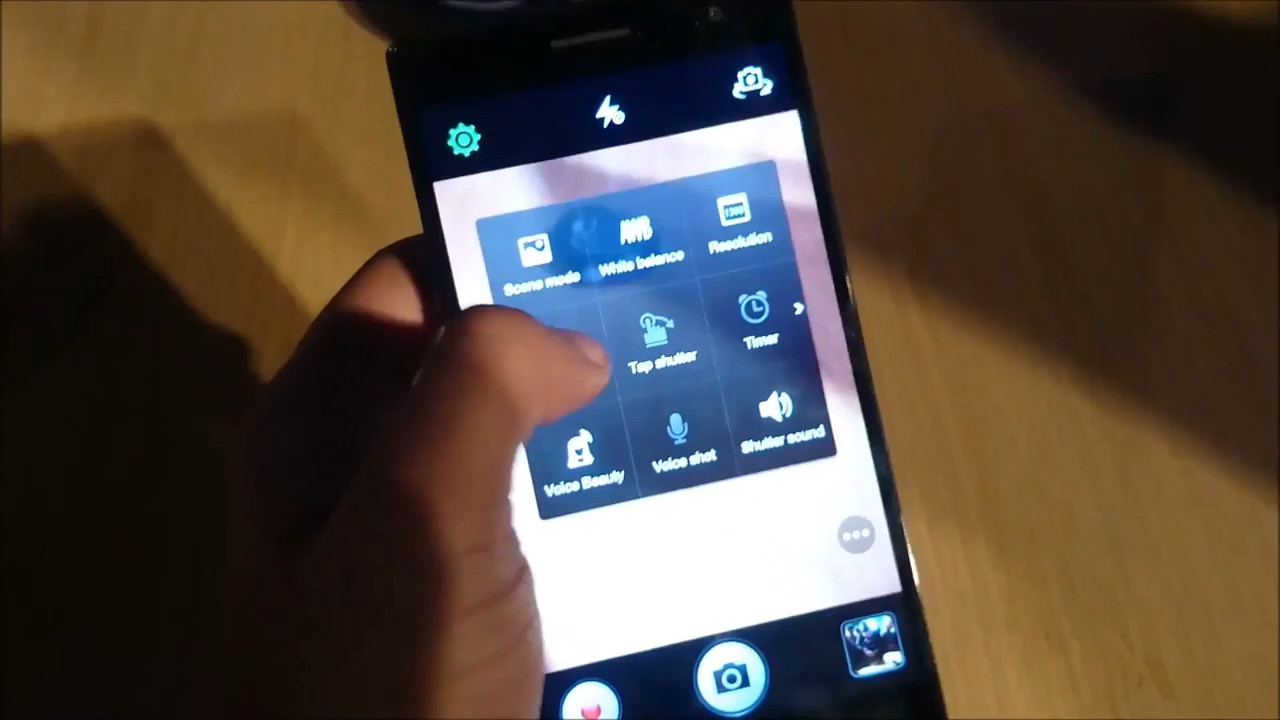 Scene mode
AWB
White balance
Resolution
Tap shutter
Timer
Voice Beauty
Voice shot
Shutter sound